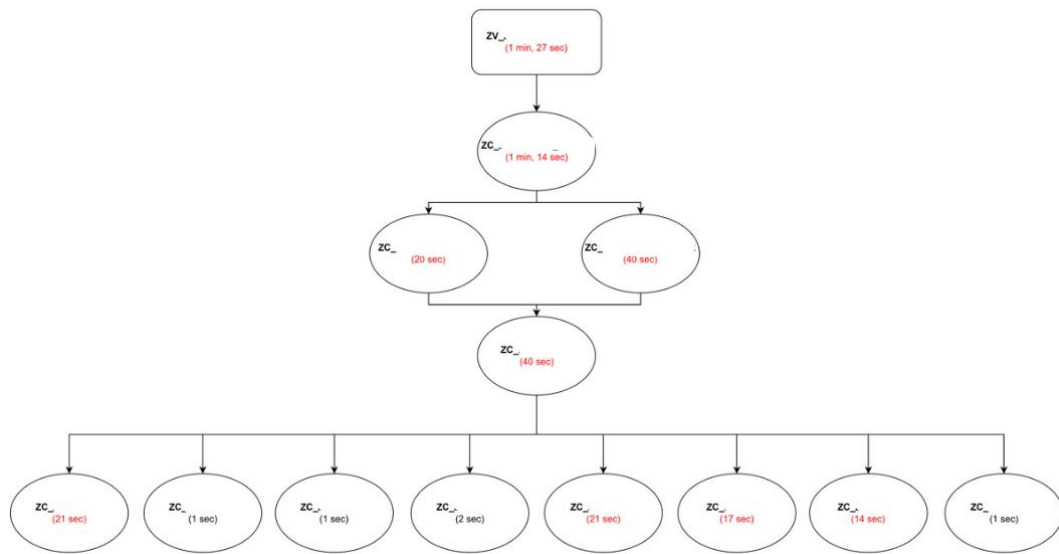 ZV_.
(1 min, 27 sec)
ZC_. _
(1 min, 14 sec)
ZC_
(20 sec)
ZC_
(40 sec)
ZC_.
(40 sec)
ZC_.
(21 sec)
ZC_
(1 sec)
ZC_.
(1 sec)
ZC_.
(2 sec)
ZC_.
(21 sec)
ZC_.
(17 sec)
ZC_.
(14 sec)
ZC_
(1 sec)